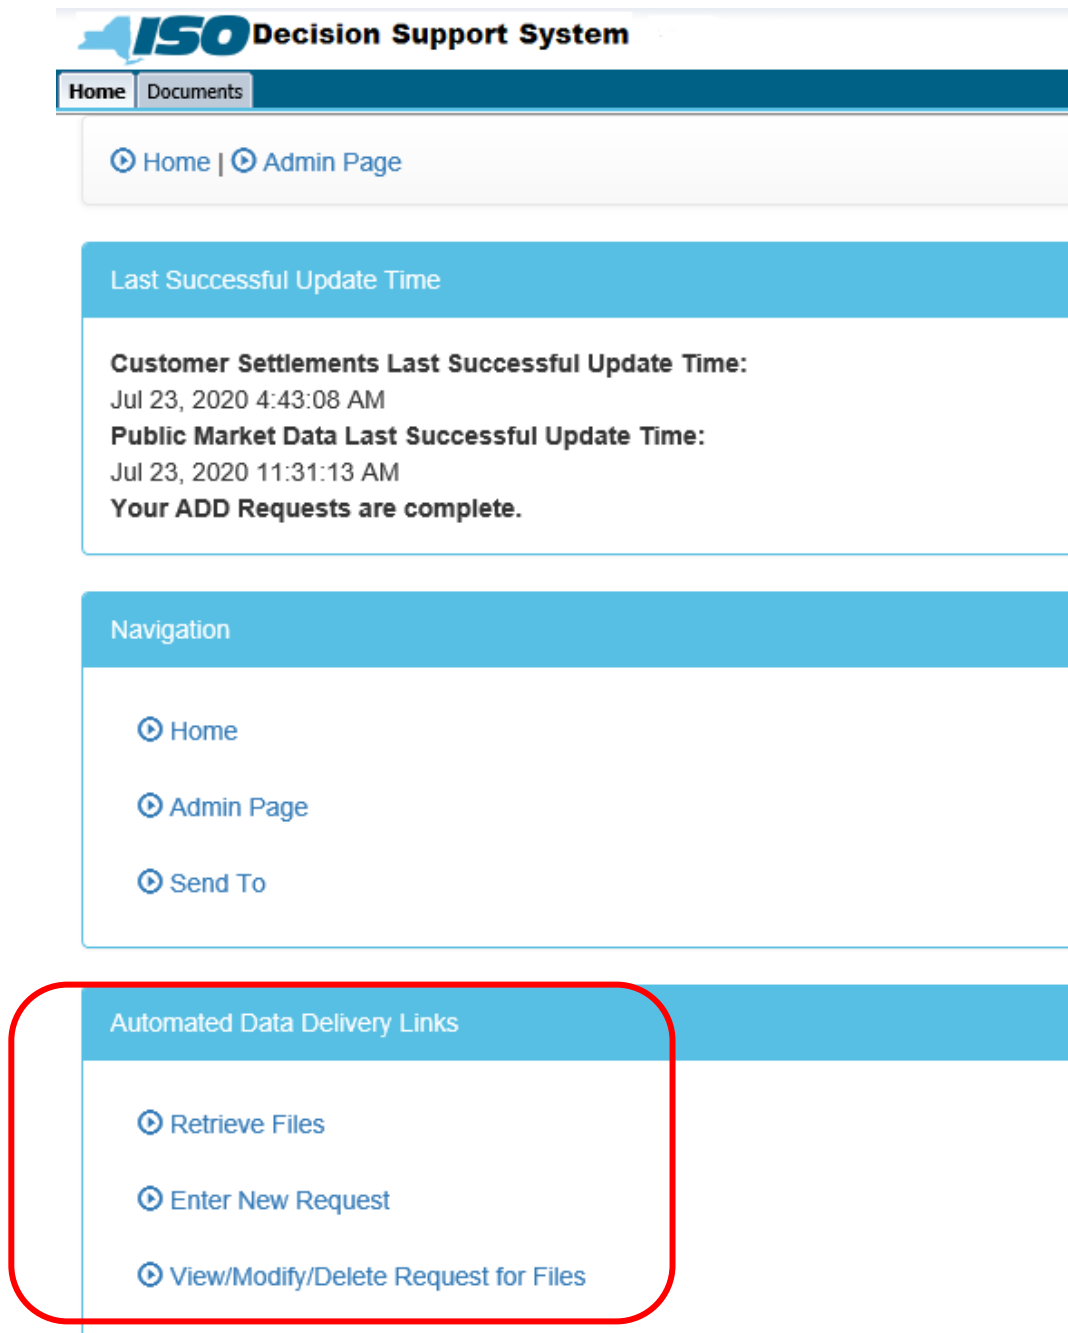 ISO Decision Support System
Home Documents
Home | Admin Page
Last Successful Update Time
Customer Settlements Last Successful Update Time:
Jul 23, 2020 4:43:08 AM
Public Market Data Last Successful Update Time:
Jul 23, 2020 11:31:13 AM
Your ADD Requests are complete.
Navigation
Home
Admin Page
Send To
Automated Data Delivery Links
Retrieve Files
Enter New Request
View/Modify/Delete Request for Files